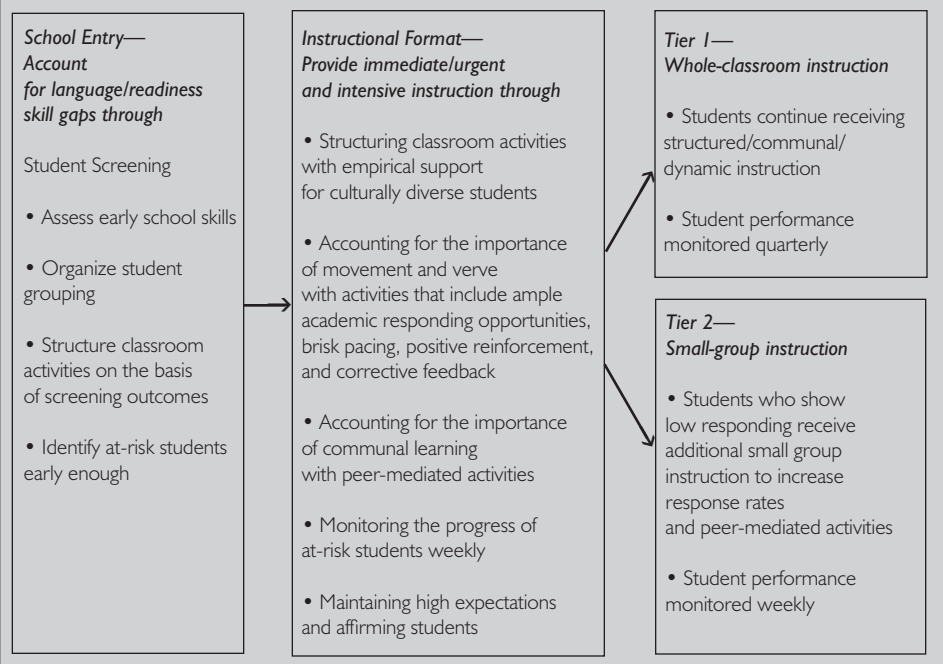 School Entry—
Account
for language/readiness
skill gaps through
Student Screening
• Assess early school skills
• Organize student
grouping
• Structure classroom
activities on the basis
of screening outcomes
• Identify at-risk students
early enough
Instructional Format—
Provide immediate/urgent
and intensive instruction through
• Structuring classroom activities
with empirical support
for culturally diverse students
• Accounting for the importance
of movement and verve
with activities that include ample
academic responding opportunities,
brisk pacing, positive reinforcement,
and corrective feedback
• Accounting for the importance
of communal learning
with peer-mediated activities
• Monitoring the progress of
at-risk students weekly
• Maintaining high expectations
and affirming students
Tier 1—
Whole-classroom instruction
• Students continue receiving
structured/communal/
dynamic instruction
• Student performance
monitored quarterly
Tier 2—
Small-group instruction
• Students who show
low responding receive
additional small group
instruction to increase
response rates
and peer-mediated activities
• Student performance
monitored weekly